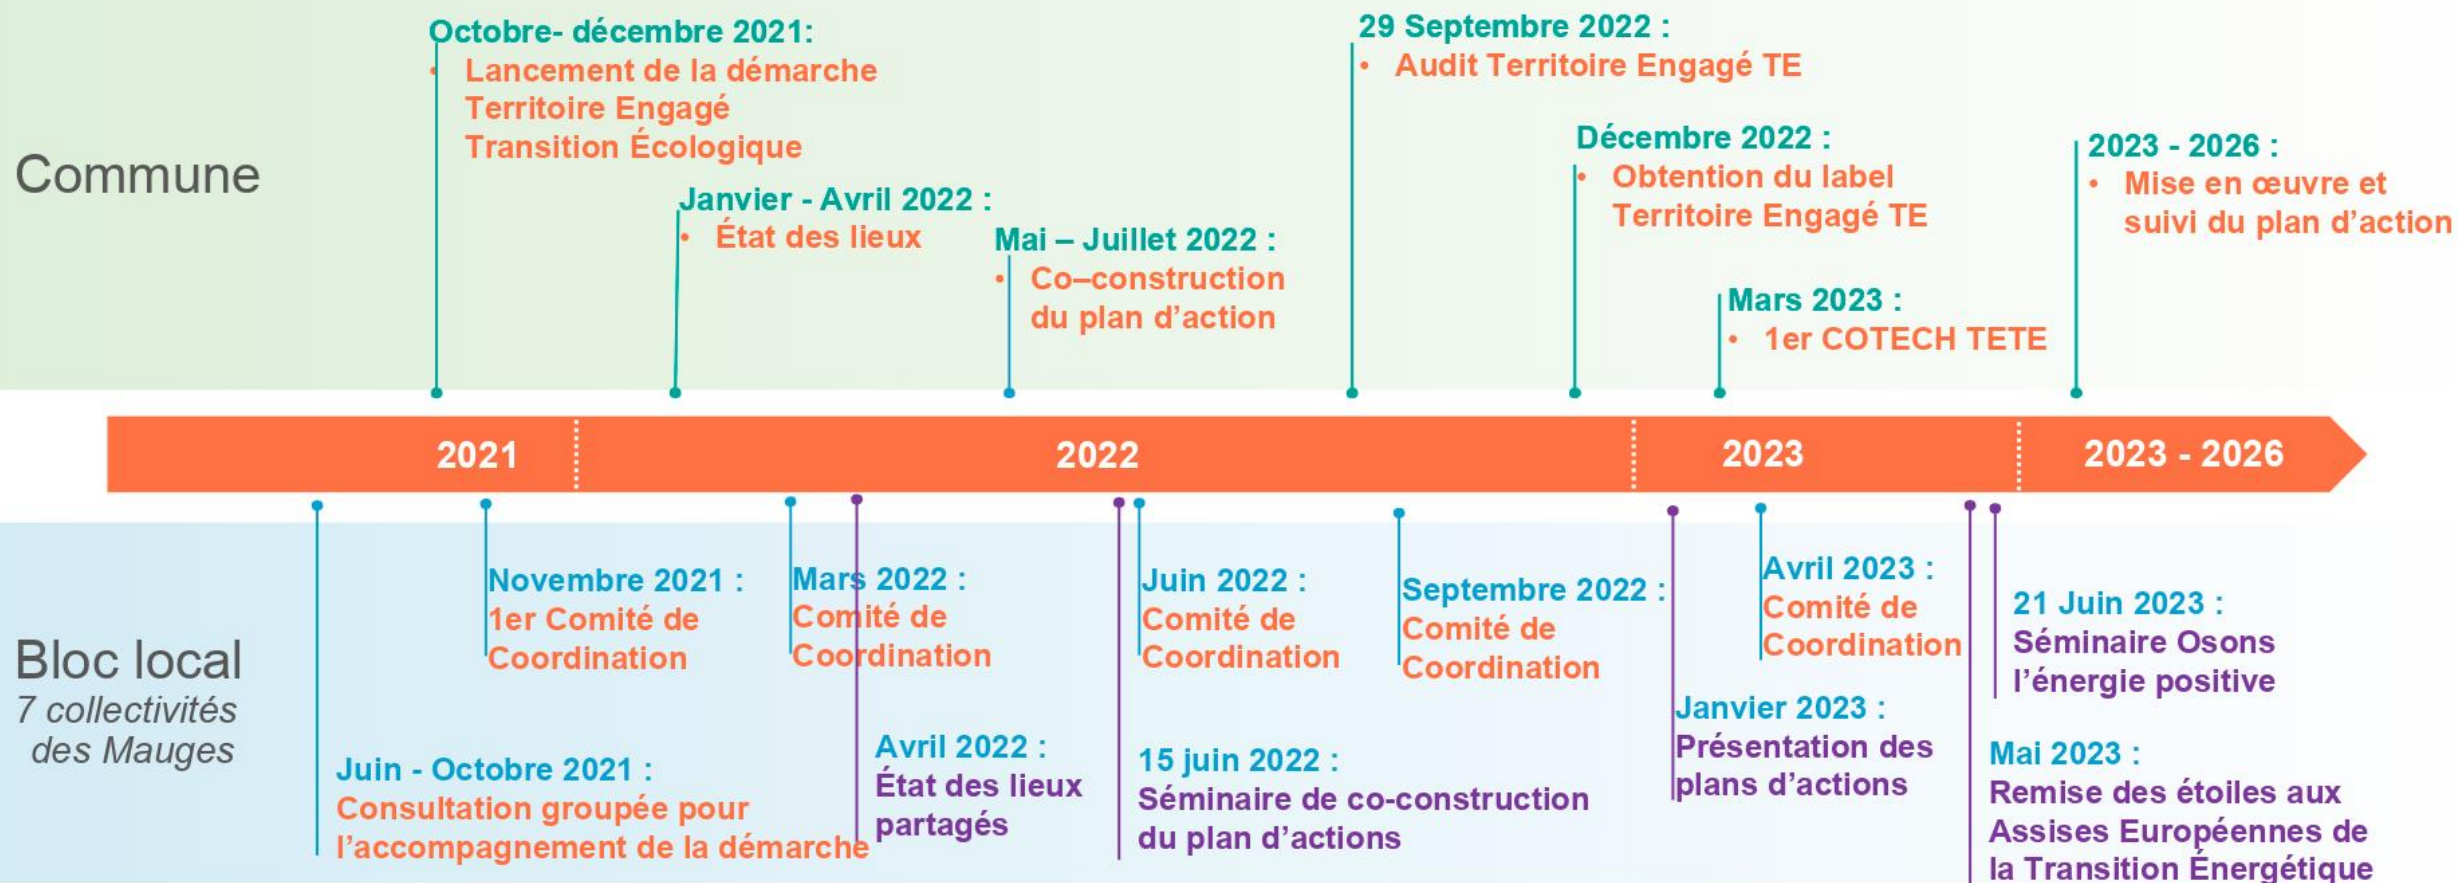 Commune
Octobre- décembre 2021:
• Lancement de la démarche
Territoire Engagé
Transition Écologique
Janvier - Avril 2022 :
• État des lieux
Mai – Juillet 2022 :
• Co–construction
du plan d’action
29 Septembre 2022 :
• Audit Territoire Engagé TE
Décembre 2022 :
• Obtention du label
Territoire Engagé TE
Mars 2023 :
• 1er COTECH TETE
2023 - 2026 :
• Mise en œuvre et
suivi du plan d’action
2021
2022
2023
2023 - 2026
Bloc local
7 collectivités
des Mauges
Juin - Octobre 2021 :
Consultation groupée pour
l’accompagnement de la démarche
Novembre 2021 :
1er Comité de
Coordination
Mars 2022 :
Comité de
Coordination
Avril 2022 :
État des lieux
partagés
15 juin 2022 :
Séminaire de co-construction
du plan d’actions
Juin 2022 :
Comité de
Coordination
Septembre 2022 :
Comité de
Coordination
Janvier 2023 :
Présentation des
plans d’actions
Avril 2023 :
Comité de
Coordination
Mai 2023 :
Remise des étoiles aux
Assises Européennes de
la Transition Énergétique
21 Juin 2023 :
Séminaire Osons
l’énergie positive